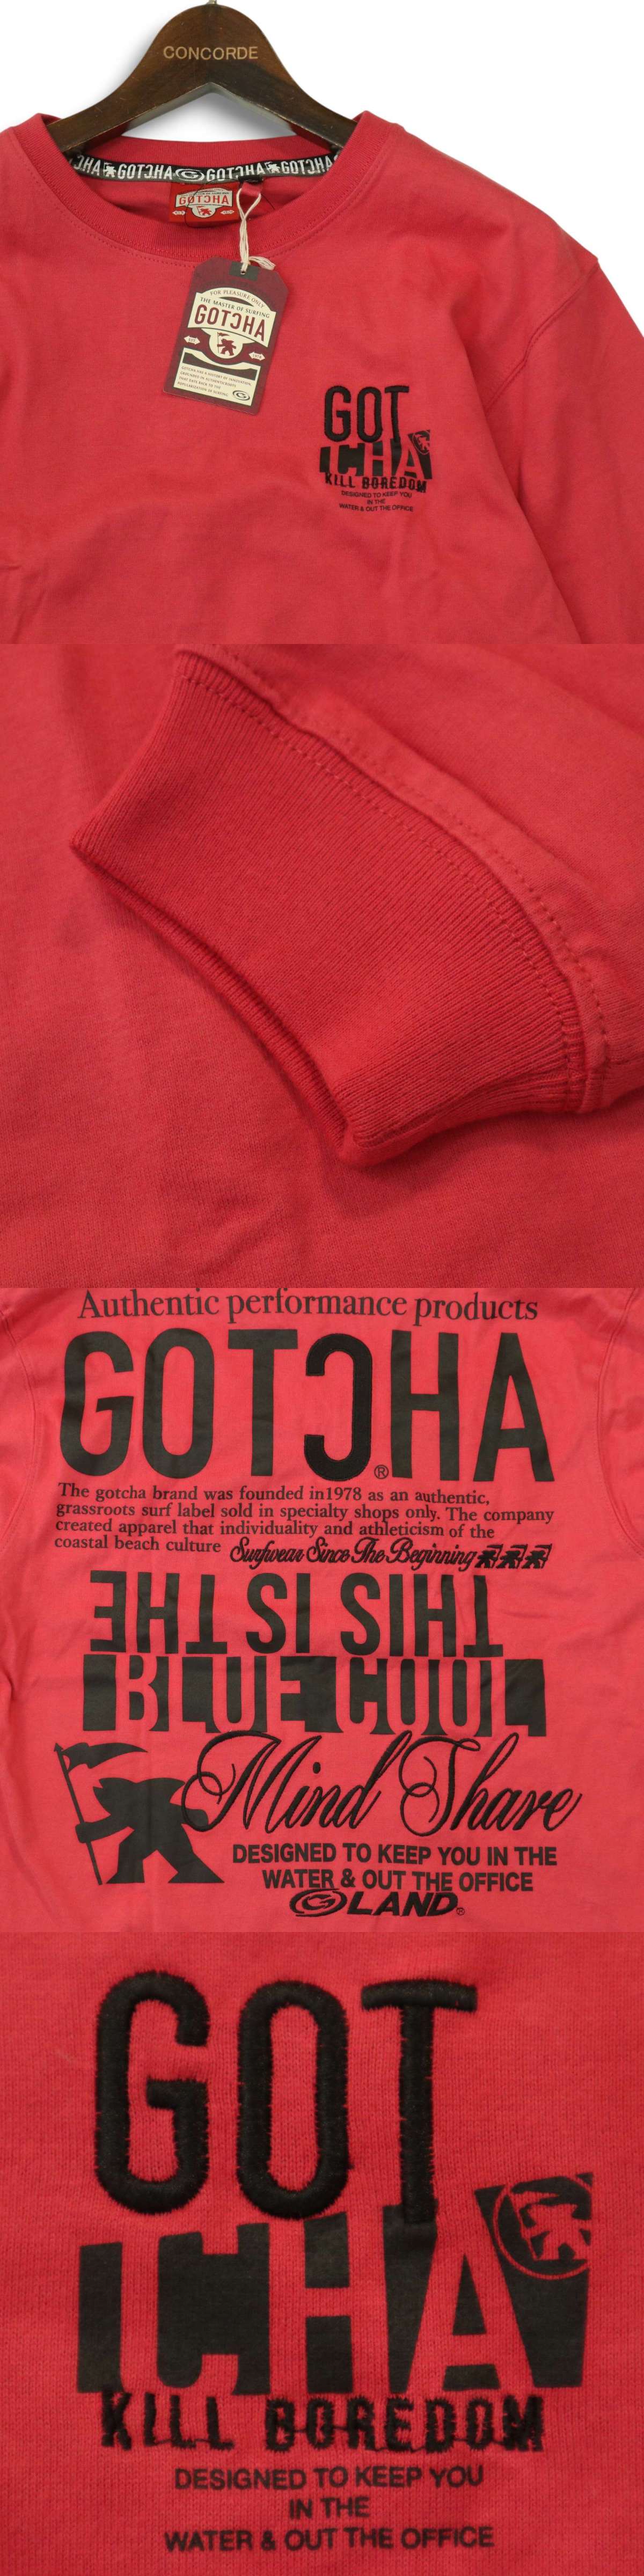 CONCORDE
CHA GOTCHA G GOTCHA GOTCHA
GOTCHA
FOR PLEASURE ONLY
THE MASTER OF SURFING
GOTCHA
GOT
CHA
KILL BOREDOM
DESIGNED TO KEEP YOU
IN THE
WATER & OUT THE OFFICE
Authentic performance products
GOTCHA®
The gotcha brand was founded in1978 as an authentic,
grassroots surf label sold in specialty shops only. The company
created apparel that individuality and athleticism of the
coastal beach culture Surfwear Since The Beginning
THIS IS THE
BLUE COOL
Mind Share
DESIGNED TO KEEP YOU IN THE
WATER & OUT THE OFFICE
G LAND®
GOT
CHA
KILL BOREDOM
DESIGNED TO KEEP YOU
IN THE
WATER & OUT THE OFFICE